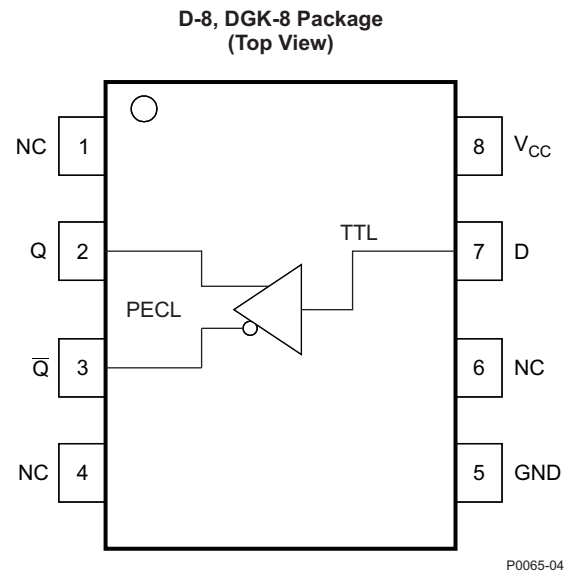 D-8, DGK-8 Package
(Top View)
NC 1
8 V_CC
Q 2
TTL
7 D
PECL
Q̅ 3
6 NC
NC 4
5 GND
P0065-04